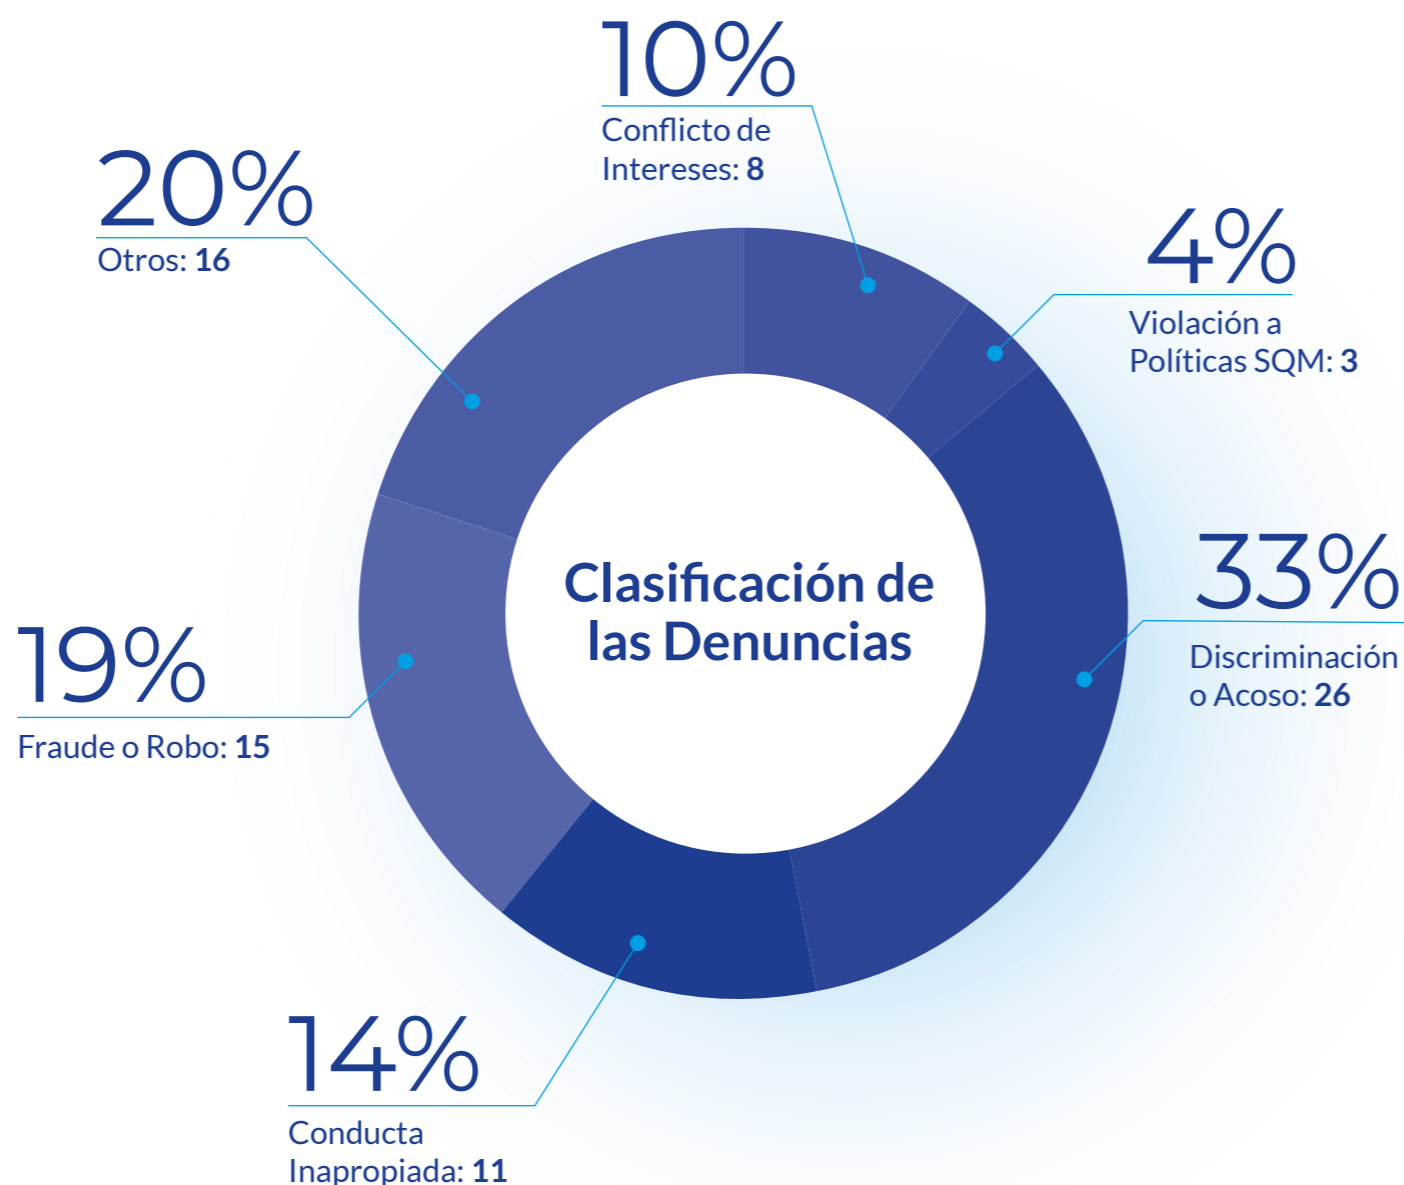 10%
Conflicto de
Intereses: 8
20%
Otros: 16
4%
Violación a
Políticas SQM: 3
Clasificación de
las Denuncias
33%
Discriminación
o Acoso: 26
19%
Fraude o Robo: 15
14%
Conducta
Inapropiada: 11